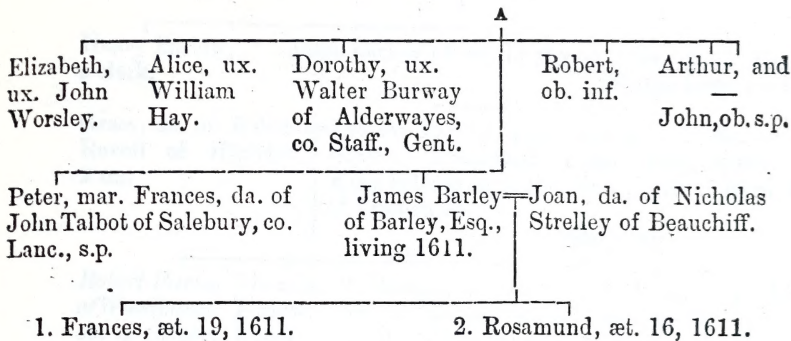 A
Elizabeth,
ux. John
Worsley.
Alice, ux.
William
Hay.
Dorothy, ux.
Walter Burway
of Alderwayes,
co. Staff., Gent.
Robert,
ob. inf.
Arthur, and
—
John, ob. s.p.
Peter, mar. Frances, da. of
John Talbot of Salebury, co.
Lanc., s.p.
James Barley
of Barley, Esq.,
living 1611.
Joan, da. of Nicholas
Strelley of Beauchiff.
1. Frances, æt. 19, 1611.
2. Rosamund, æt. 16, 1611.